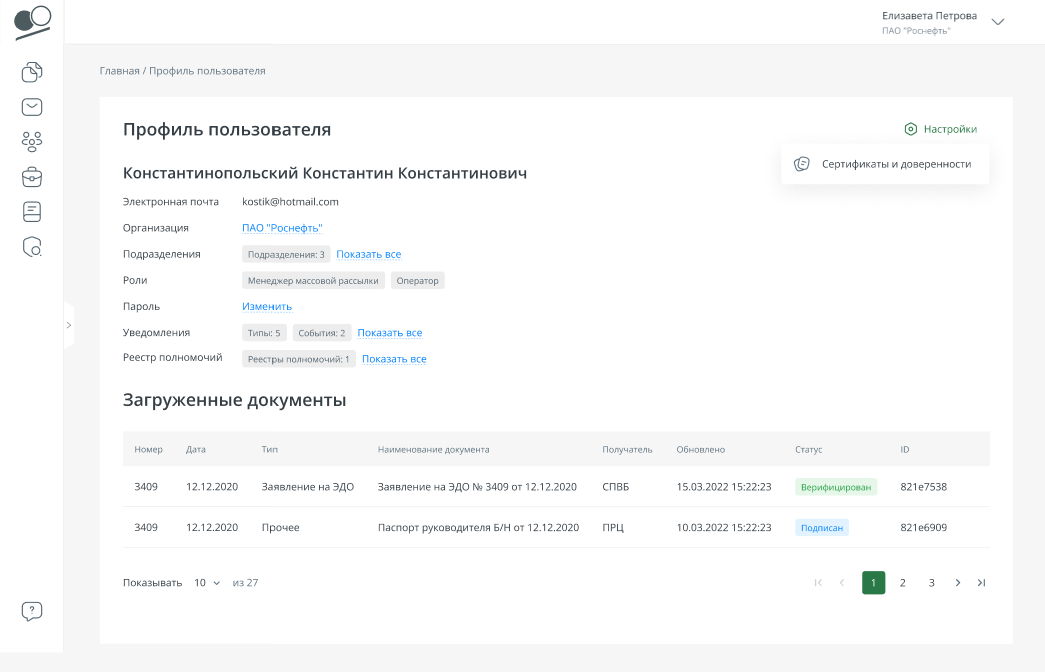 Елизавета Петрова
ПАО "Роснефть"
Главная / Профиль пользователя
Профиль пользователя
Настройки
Сертификаты и доверенности
Константинопольский Константин Константинович
Электронная почта kostik@hotmail.com
Организация ПАО "Роснефть"
Подразделения Подразделения: 3 Показать все
Роли Менеджер массовой рассылки Оператор
Пароль Изменить
Уведомления Типы: 5 События: 2 Показать все
Реестр полномочий Реестры полномочий: 1 Показать все
Загруженные документы
Номер Дата Тип Наименование документа Получатель Обновлено Статус ID
3409 12.12.2020 Заявление на ЭДО Заявление на ЭДО № 3409 от 12.12.2020 СПВБ 15.03.2022 15:22:23 Верифицирован 821e7538
3409 12.12.2020 Прочее Паспорт руководителя Б/Н от 12.12.2020 ПРЦ 10.03.2022 15:22:23 Подписан 821e6909
Показывать 10 из 27 1 2 3
?